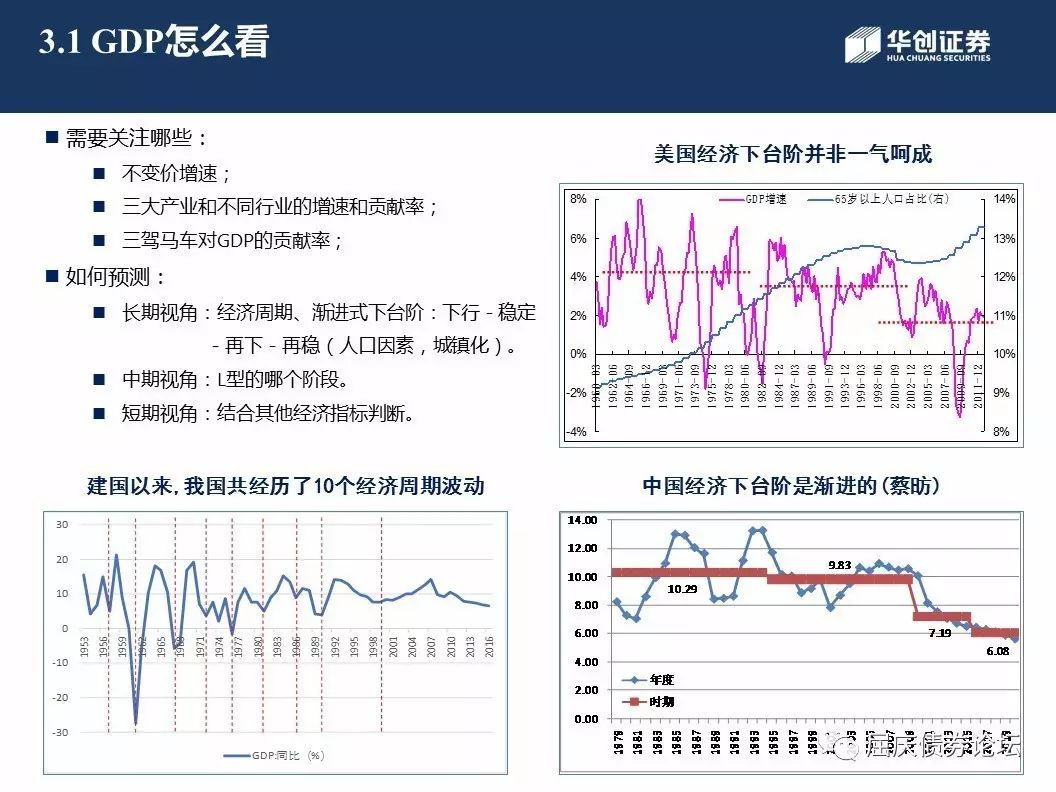 3.1 GDP怎么看
华创证券
HUA CHUANG SECURITIES
■ 需要关注哪些：
■ 不变价增速；
■ 三大产业和不同行业的增速和贡献率；
■ 三驾马车对GDP的贡献率；
■ 如何预测：
■ 长期视角：经济周期、渐进式下台阶：下行－稳定
－再下－再稳（人口因素，城镇化）。
■ 中期视角：L型的哪个阶段。
■ 短期视角：结合其他经济指标判断。
美国经济下台阶并非一气呵成
GDP增速 65岁以上人口占比(右)
8% 14%
6% 13%
4% 12%
2% 11%
0% 10%
-2% 9%
-4% 8%
1960-03 1962-06 1964-09 1966-12 1969-03 1971-06 1975-12 1978-03 1980-06 1982-09 1984-12 1987-03 1989-06 1991-09 1993-12 1996-03 1998-06 2000-09 2002-12 2005-03 2007-06 2009-09 2011-12
建国以来,我国共经历了10个经济周期波动
30
20
10
0
-10
-20
-30
1953 1956 1959 1962 1965 1968 1971 1974 1977 1980 1983 1986 1989 1992 1995 1998 2001 2004 2007 2010 2013 2016
GDP:同比（%）
中国经济下台阶是渐进的(蔡昉)
14.00
12.00
10.00
8.00
6.00
4.00
2.00
0.00
10.29
9.83
7.19
6.08
年度
时期
1979 1981 1983 1985 1987 1989 1991 1993 1995 1997 1999
屈庆债券论坛